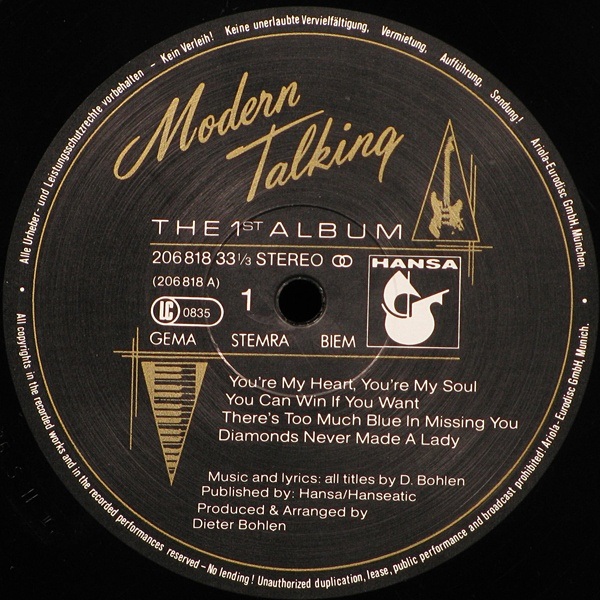 Alle Urheber- und Leistungsschutzrechte vorbehalten – Kein Verleih! Keine unerlaubte Vervielfältigung, Vermietung, Aufführung, Sendung! Ariola-Eurodisc GmbH, München.
Modern
Talking
THE 1ST ALBUM
206 818 33 1/3 STEREO
HANSA
(206 818 A)
LC 0835
1
GEMA STEMRA BIEM
You're My Heart, You're My Soul
You Can Win If You Want
There's Too Much Blue In Missing You
Diamonds Never Made A Lady
Music and lyrics: all titles by D. Bohlen
Published by: Hansa/Hanseatic
Produced & Arranged by
Dieter Bohlen
All copyrights in the recorded works and in the recorded performances reserved – No lending! Unauthorized duplication, lease, public performance and broadcast prohibited! Ariola-Eurodisc GmbH, Munich.